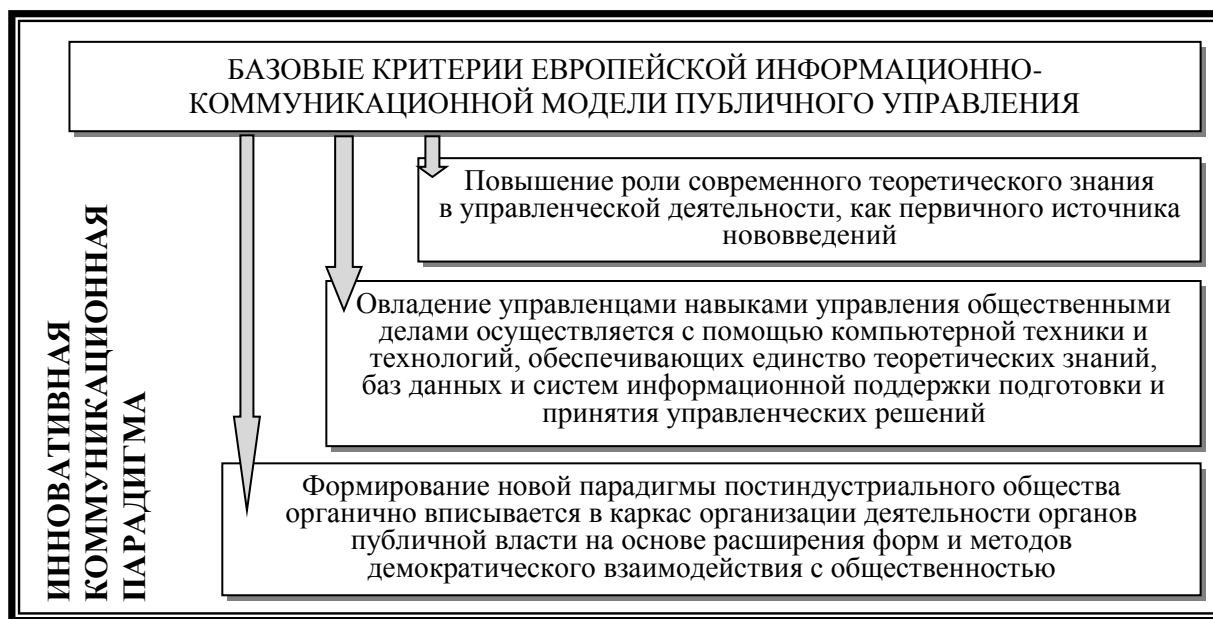 БАЗОВЫЕ КРИТЕРИИ ЕВРОПЕЙСКОЙ ИНФОРМАЦИОННО-
КОММУНИКАЦИОННОЙ МОДЕЛИ ПУБЛИЧНОГО УПРАВЛЕНИЯ
Повышение роли современного теоретического знания
в управленческой деятельности, как первичного источника
нововведений
Овладение управленцами навыками управления общественными
делами осуществляется с помощью компьютерной техники и
технологий, обеспечивающих единство теоретических знаний,
баз данных и систем информационной поддержки подготовки и
принятия управленческих решений
Формирование новой парадигмы постиндустриального общества
органично вписывается в каркас организации деятельности органов
публичной власти на основе расширения форм и методов
демократического взаимодействия с общественностью
ИННОВАТИВНАЯ
КОММУНИКАЦИОННАЯ
ПАРАДИГМА